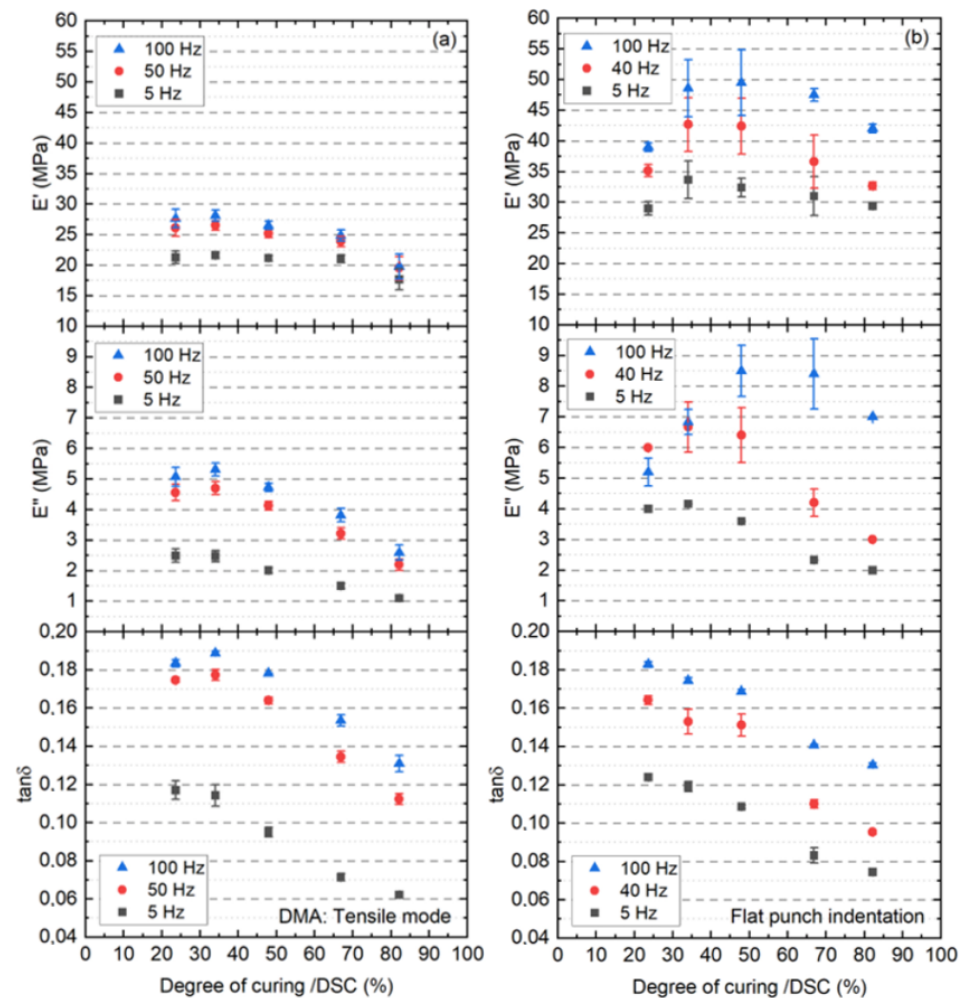 (a)
100 Hz
50 Hz
5 Hz
E' (MPa)
60
55
50
45
40
35
30
25
20
15
10
100 Hz
50 Hz
5 Hz
E" (MPa)
9
8
7
6
5
4
3
2
1
0.20
0.18
0.16
0.14
0.12
0.10
0.08
0.06
0.04
tanδ
100 Hz
50 Hz
5 Hz
DMA: Tensile mode
0 10 20 30 40 50 60 70 80 90 100
Degree of curing /DSC (%)
(b)
100 Hz
40 Hz
5 Hz
E' (MPa)
60
55
50
45
40
35
30
25
20
15
10
100 Hz
40 Hz
5 Hz
E" (MPa)
9
8
7
6
5
4
3
2
1
0.20
0.18
0.16
0.14
0.12
0.10
0.08
0.06
0.04
tanδ
100 Hz
40 Hz
5 Hz
Flat punch indentation
0 10 20 30 40 50 60 70 80 90 100
Degree of curing /DSC (%)